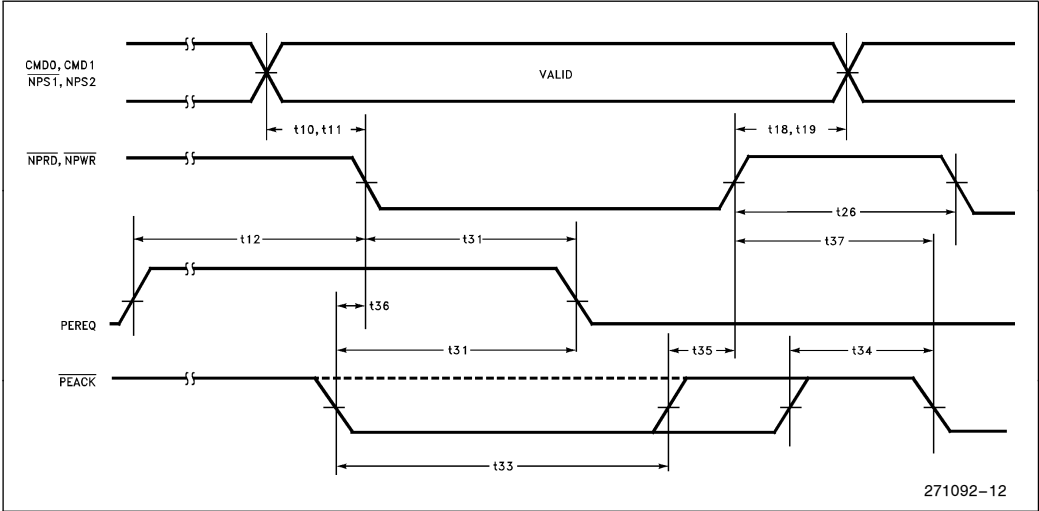 CMD0, CMD1
NPS1, NPS2
VALID
t10, t11
t18, t19
NPRD, NPWR
t26
t12
t31
t37
t36
PEREQ
t31
t35
t34
PEACK
t33
271092-12